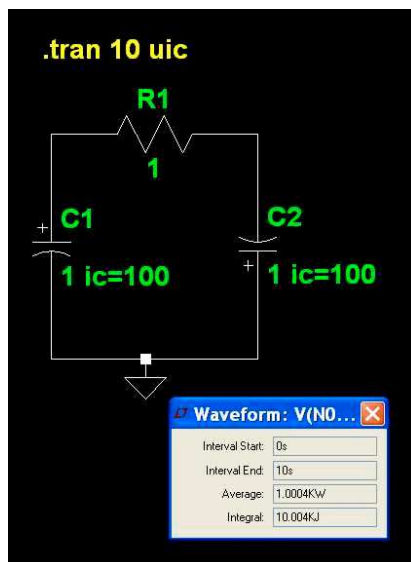 .tran 10 uic
R1
1
+ C1
1 ic=100
C2
+ 1 ic=100
Waveform: V(N0...
Interval Start: 0s
Interval End: 10s
Average: 1.0004KW
Integral: 10.004KJ